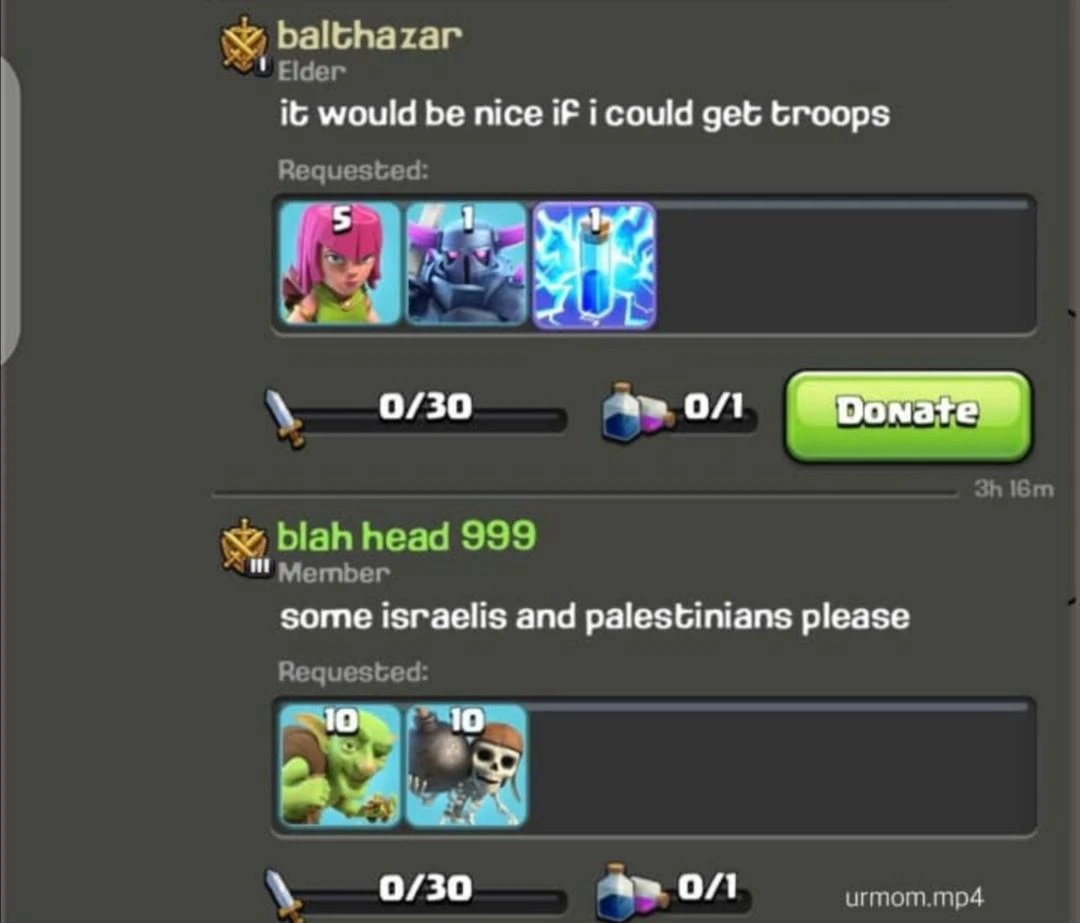 balthazar
I
Elder
it would be nice if i could get troops
Requested:
5 1 1
0/30 0/1 Donate
3h 16m
blah head 999
III
Member
some israelis and palestinians please
Requested:
10 10
0/30 0/1
urmom.mp4